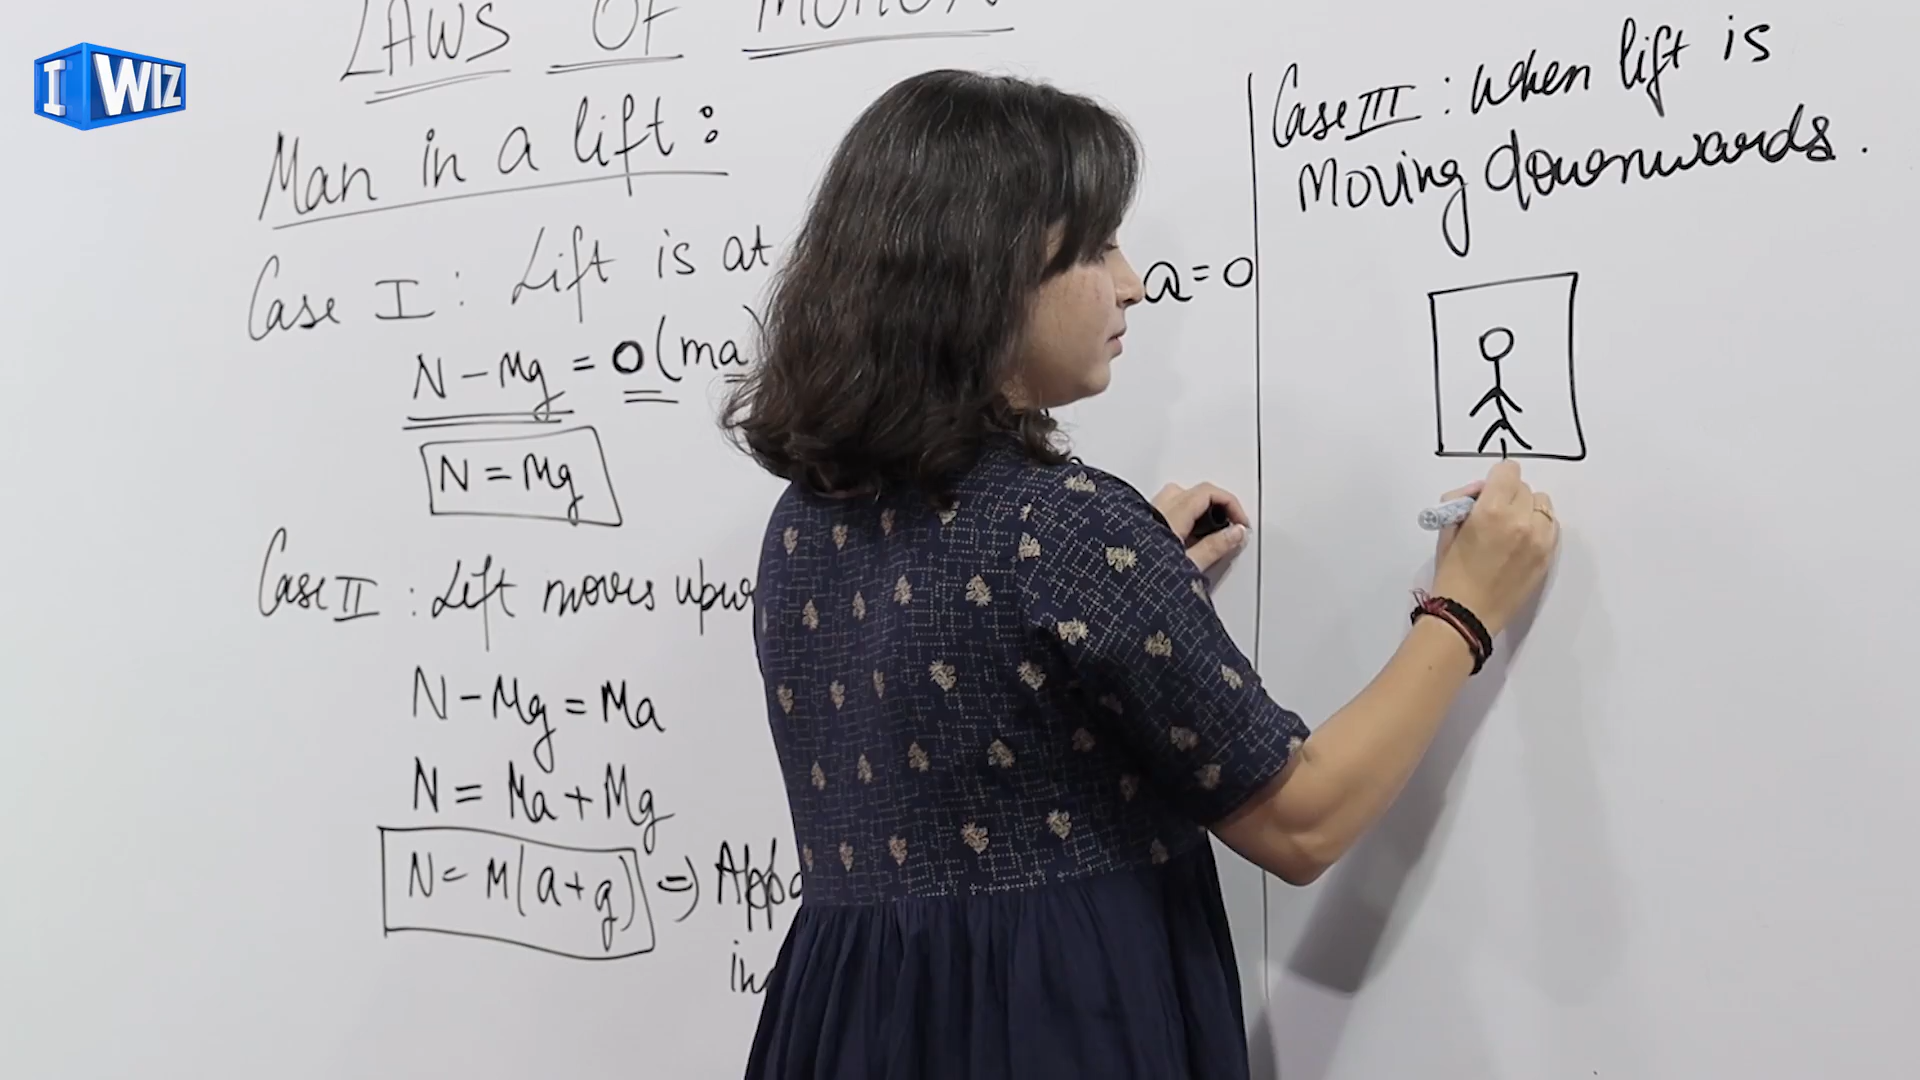 I WIZ
LAWS OF MOTION
Man in a lift :
Case I : Lift is at a = 0
N - Mg = 0 (ma
N = Mg
Case II : Lift moves
N - Mg = Ma
N = Ma + Mg
N = M(a+g) =>
Case III : When lift is
Moving downwards.